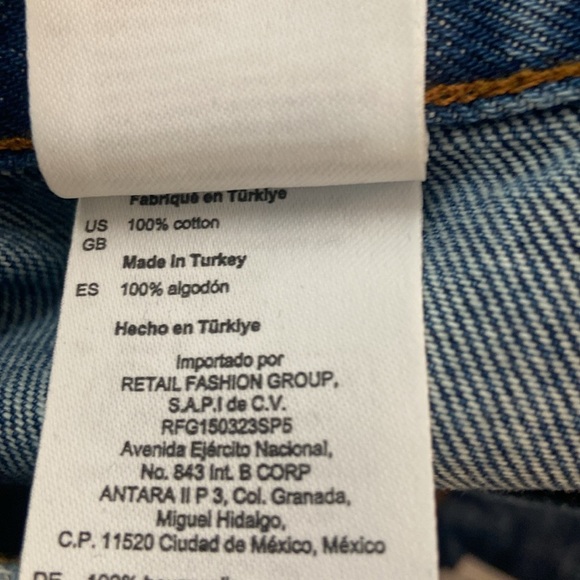 Fabriqué en Türkiye
US 100% cotton
GB
Made in Turkey
ES 100% algodón
Hecho en Türkiye
Importado por
RETAIL FASHION GROUP,
S.A.P.I de C.V.
RFG150323SP5
Avenida Ejército Nacional,
No. 843 Int. B CORP
ANTARA II P 3, Col. Granada,
Miguel Hidalgo,
C.P. 11520 Ciudad de México, México
DE 100%